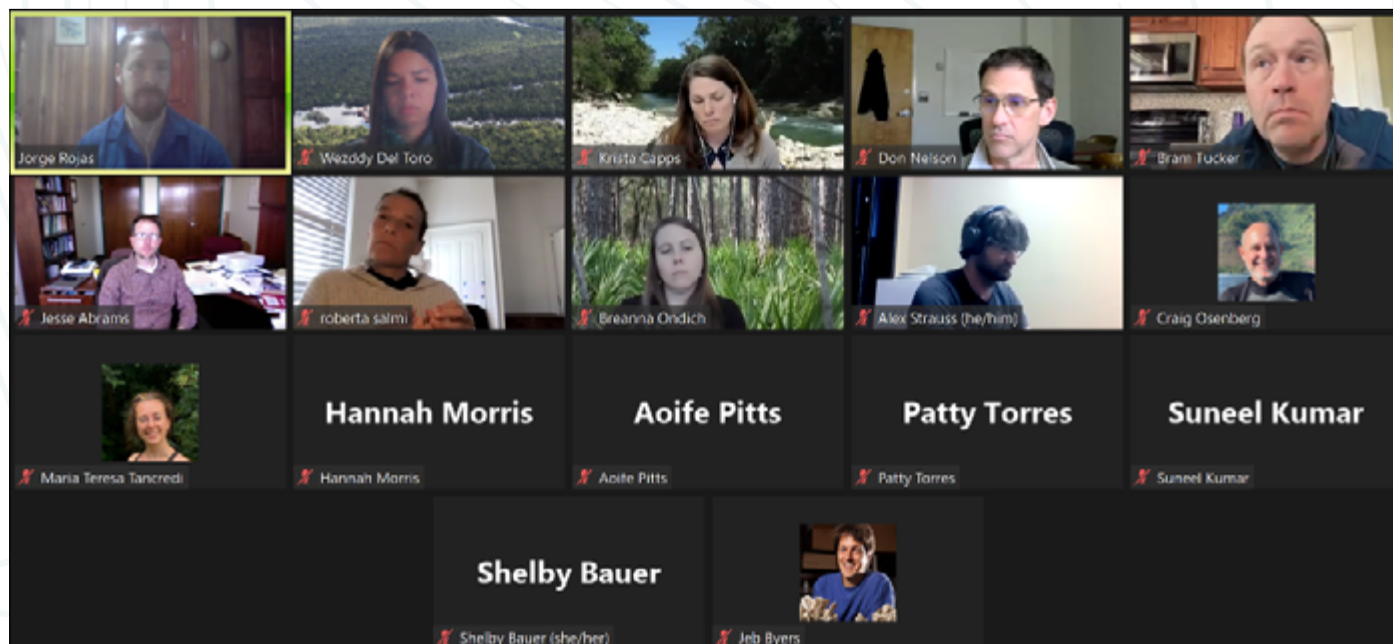 Jorge Rojas
Wezddy Del Toro
Krista Capps
Don Nelson
Bram Tucker
Jesse Abrams
roberta salmi
Breanna Ondich
Alex Strauss (he/him)
Craig Osenberg
Maria Teresa Tancredi
Hannah Morris
Hannah Morris
Aoife Pitts
Aoife Pitts
Patty Torres
Patty Torres
Suneel Kumar
Suneel Kumar
Shelby Bauer
Shelby Bauer (she/her)
Jeb Byers